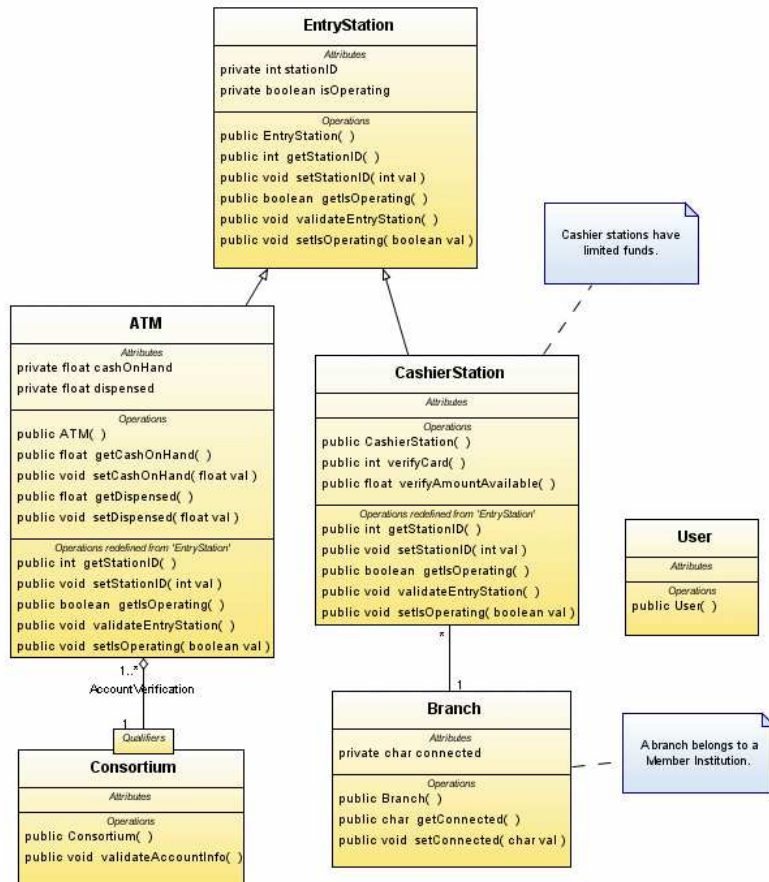 EntryStation
Attributes
private int stationID
private boolean isOperating
Operations
public EntryStation( )
public int getStationID( )
public void setStationID( int val )
public boolean getIsOperating( )
public void validateEntryStation( )
public void setIsOperating( boolean val )
Cashier stations have
limited funds.
ATM
Attributes
private float cashOnHand
private float dispensed
Operations
public ATM( )
public float getCashOnHand( )
public void setCashOnHand( float val )
public float getDispensed( )
public void setDispensed( float val )
Operations redefined from 'EntryStation'
public int getStationID( )
public void setStationID( int val )
public boolean getIsOperating( )
public void validateEntryStation( )
public void setIsOperating( boolean val )
CashierStation
Attributes
Operations
public CashierStation( )
public int verifyCard( )
public float verifyAmountAvailable( )
Operations redefined from 'EntryStation'
public int getStationID( )
public void setStationID( int val )
public boolean getIsOperating( )
public void validateEntryStation( )
public void setIsOperating( boolean val )
User
Attributes
Operations
public User( )
1..*
AccountVerification
1
Qualifiers
Consortium
Attributes
Operations
public Consortium( )
public void validateAccountInfo( )
*
1
Branch
Attributes
private char connected
Operations
public Branch( )
public char getConnected( )
public void setConnected( char val )
A branch belongs to a
Member Institution.